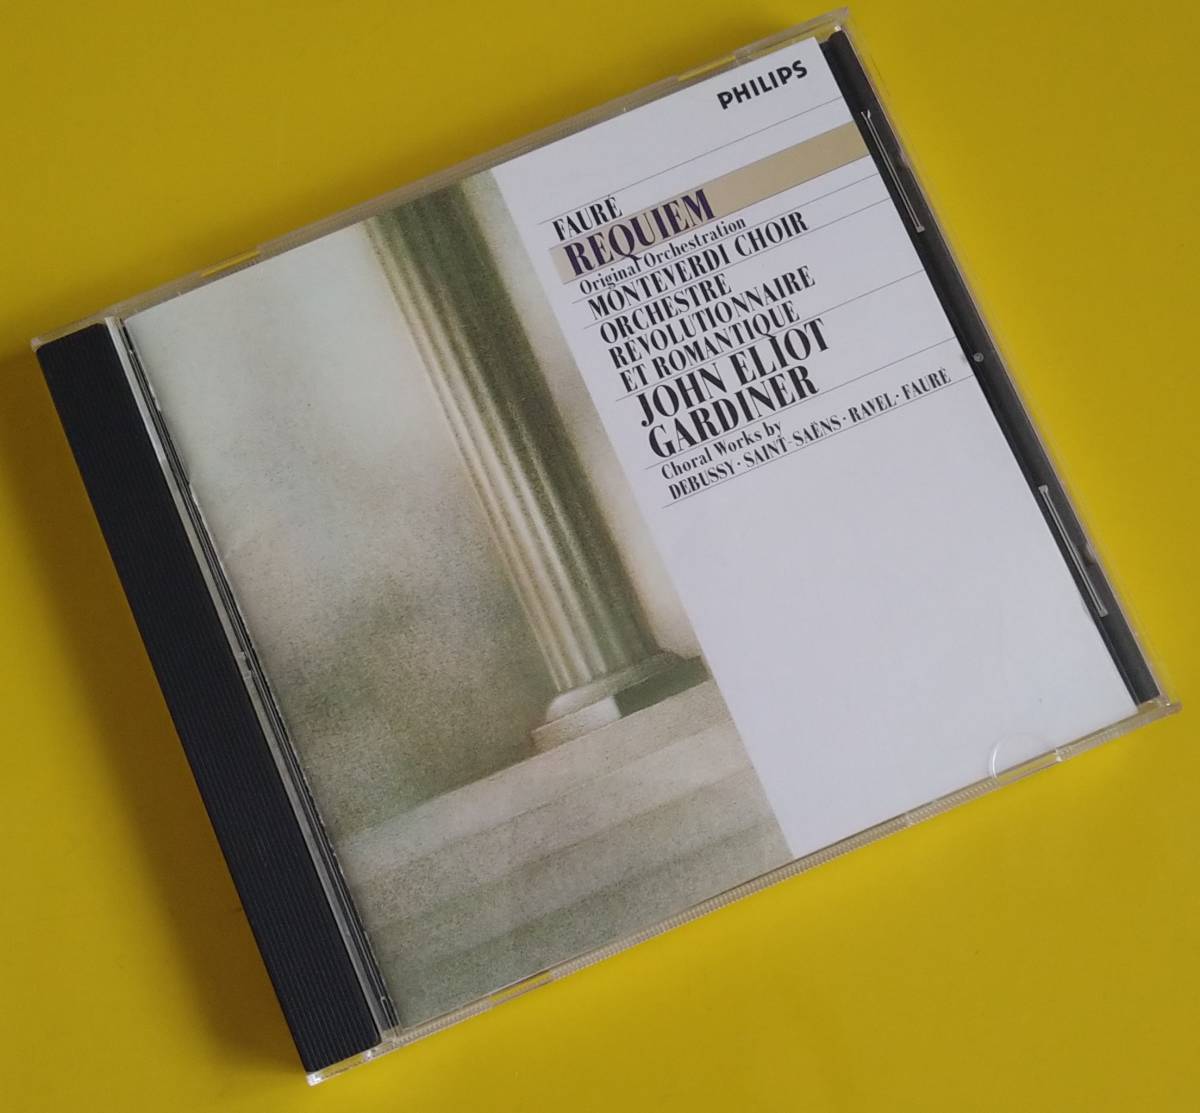 PHILIPS
FAURÉ
REQUIEM
Original Orchestration
MONTEVERDI CHOIR
ORCHESTRE
REVOLUTIONNAIRE
ET ROMANTIQUE
JOHN ELIOT
GARDINER
Choral Works by
DEBUSSY · SAINT-SAËNS · RAVEL · FAURÉ